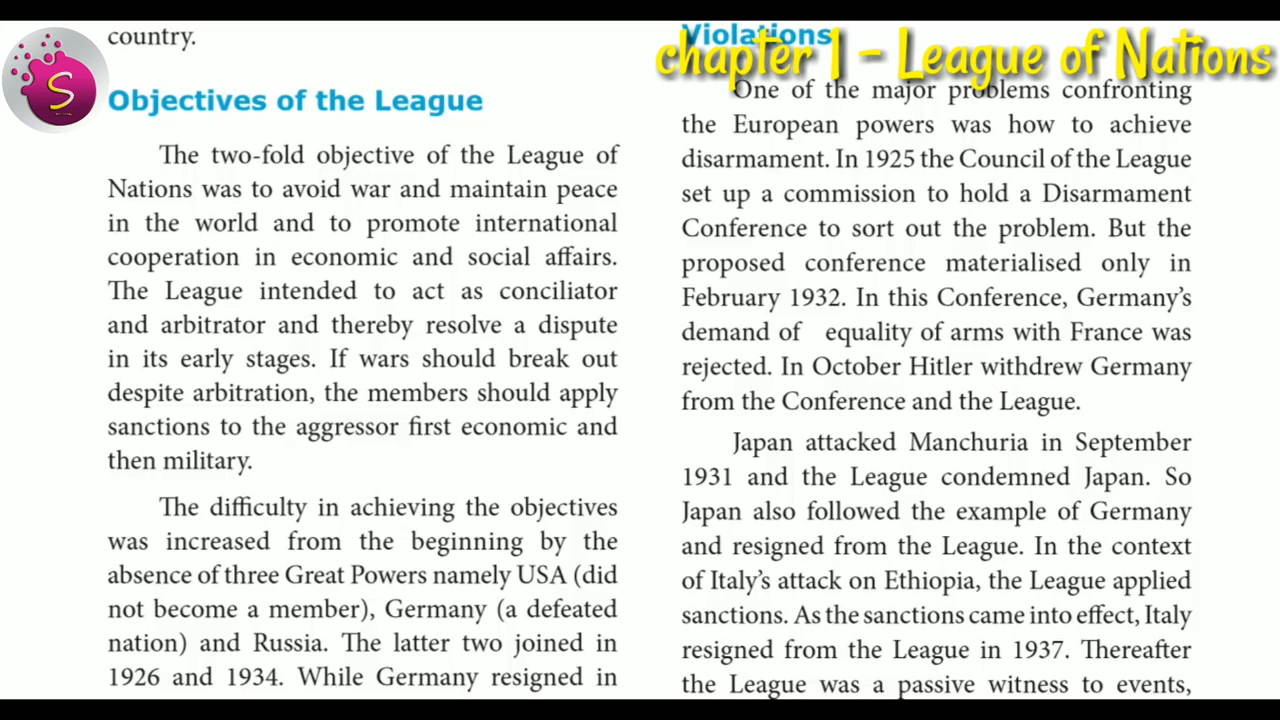 country.
Objectives of the League
The two-fold objective of the League of
Nations was to avoid war and maintain peace
in the world and to promote international
cooperation in economic and social affairs.
The League intended to act as conciliator
and arbitrator and thereby resolve a dispute
in its early stages. If wars should break out
despite arbitration, the members should apply
sanctions to the aggressor first economic and
then military.
The difficulty in achieving the objectives
was increased from the beginning by the
absence of three Great Powers namely USA (did
not become a member), Germany (a defeated
nation) and Russia. The latter two joined in
1926 and 1934. While Germany resigned in
Violations
chapter 1 - League of Nations
One of the major problems confronting
the European powers was how to achieve
disarmament. In 1925 the Council of the League
set up a commission to hold a Disarmament
Conference to sort out the problem. But the
proposed conference materialised only in
February 1932. In this Conference, Germany's
demand of equality of arms with France was
rejected. In October Hitler withdrew Germany
from the Conference and the League.
Japan attacked Manchuria in September
1931 and the League condemned Japan. So
Japan also followed the example of Germany
and resigned from the League. In the context
of Italy's attack on Ethiopia, the League applied
sanctions. As the sanctions came into effect, Italy
resigned from the League in 1937. Thereafter
the League was a passive witness to events,
S